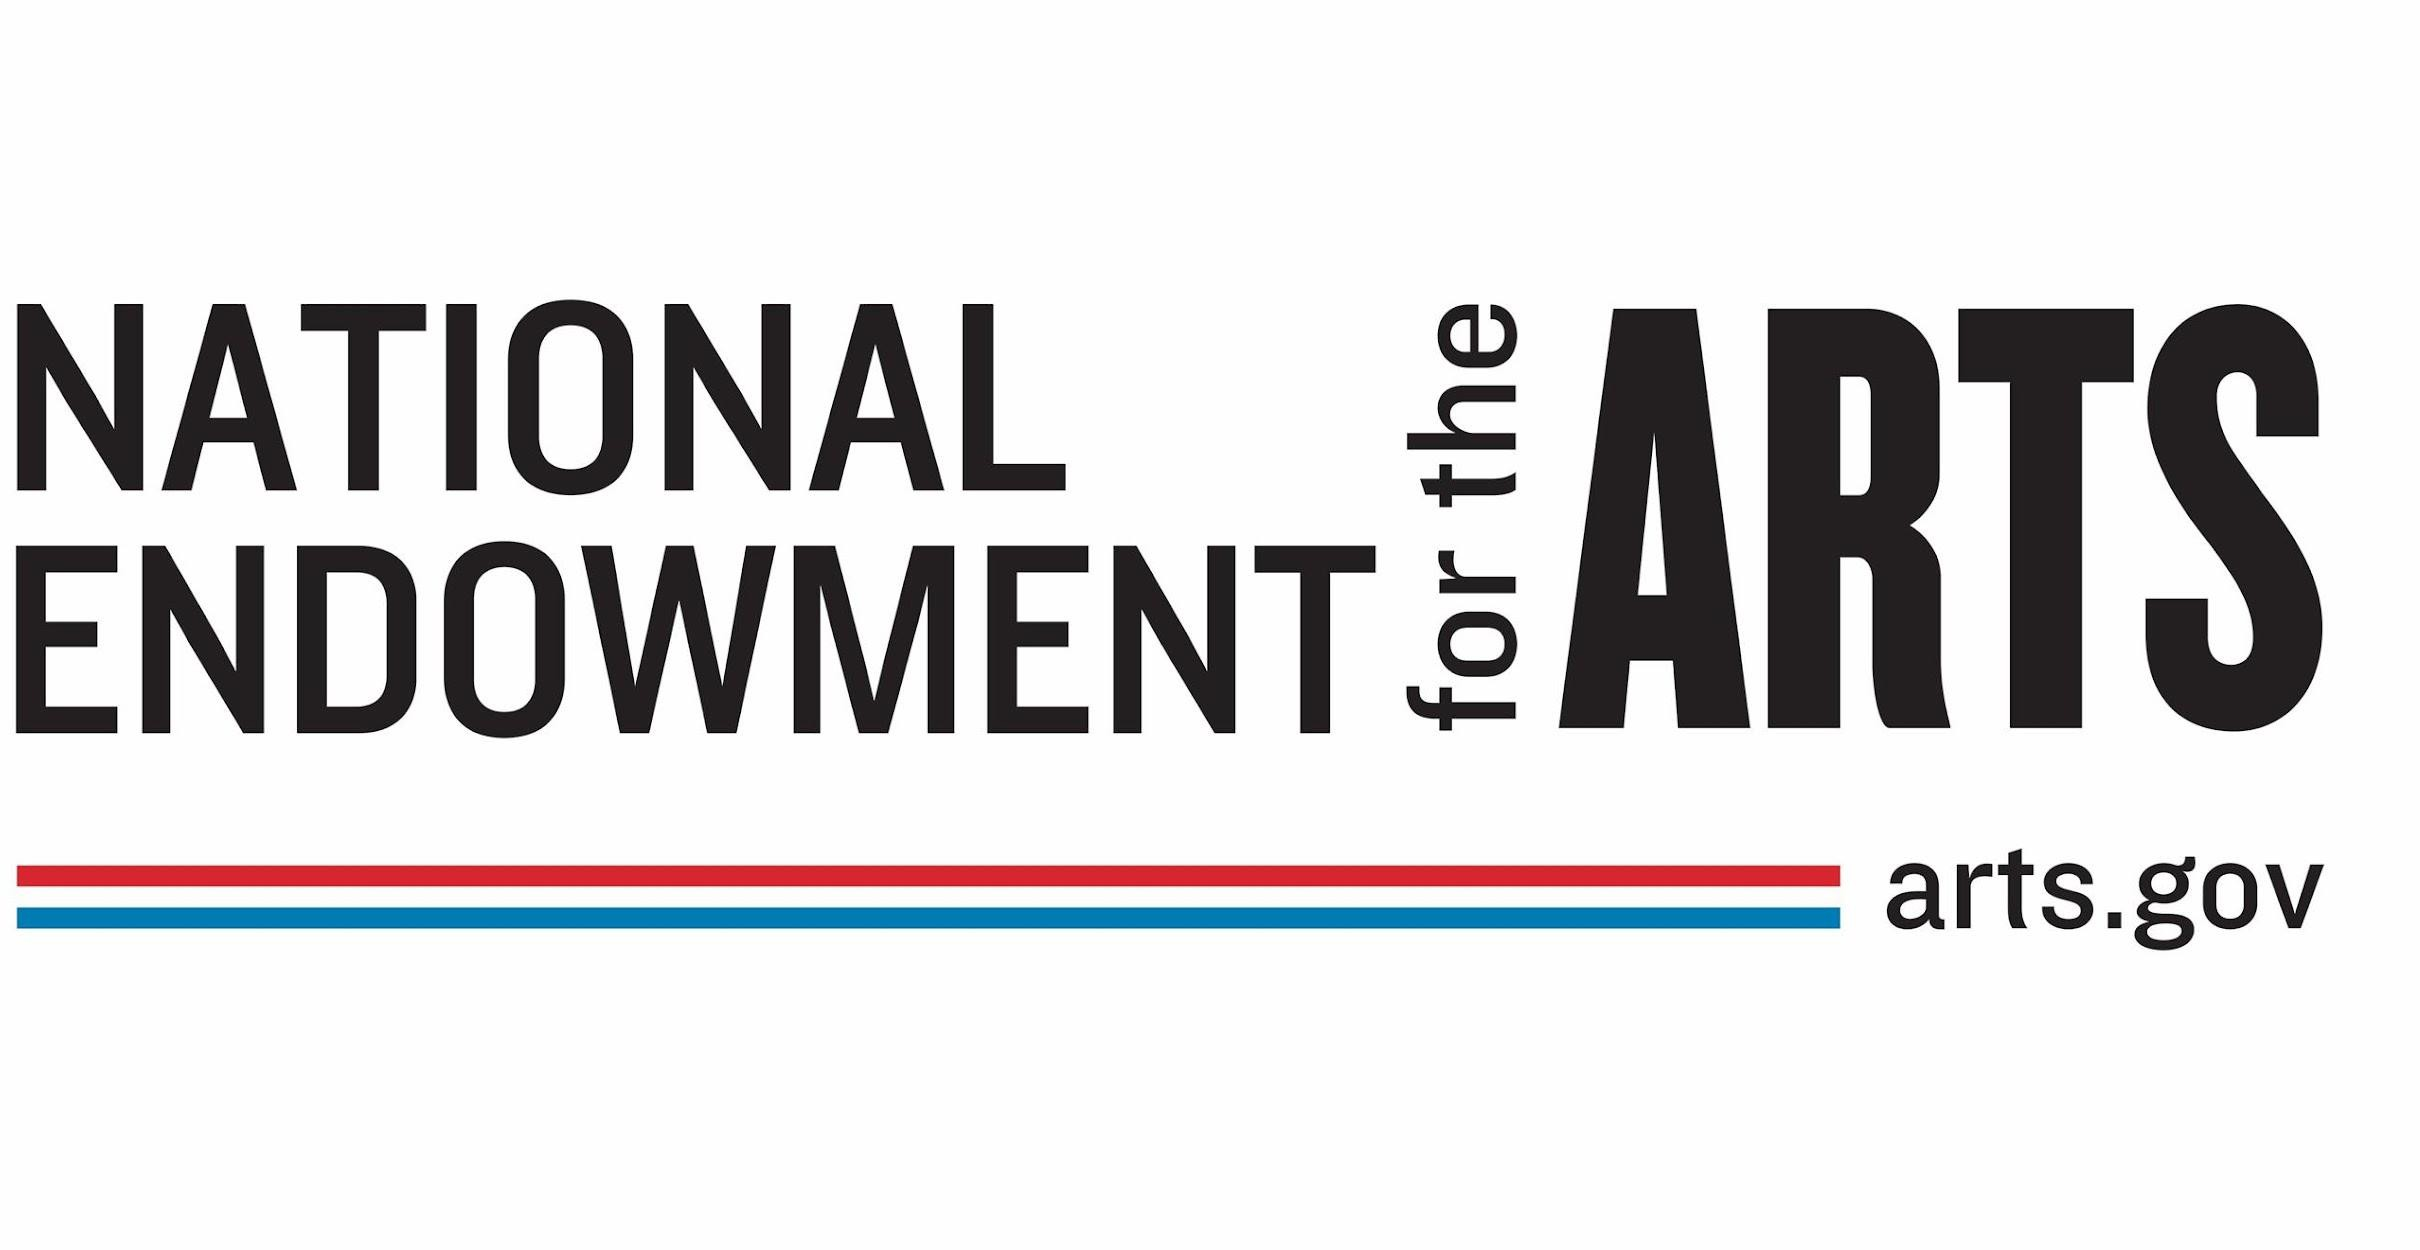 NATIONAL
ENDOWMENT
for the
ARTS
arts.gov